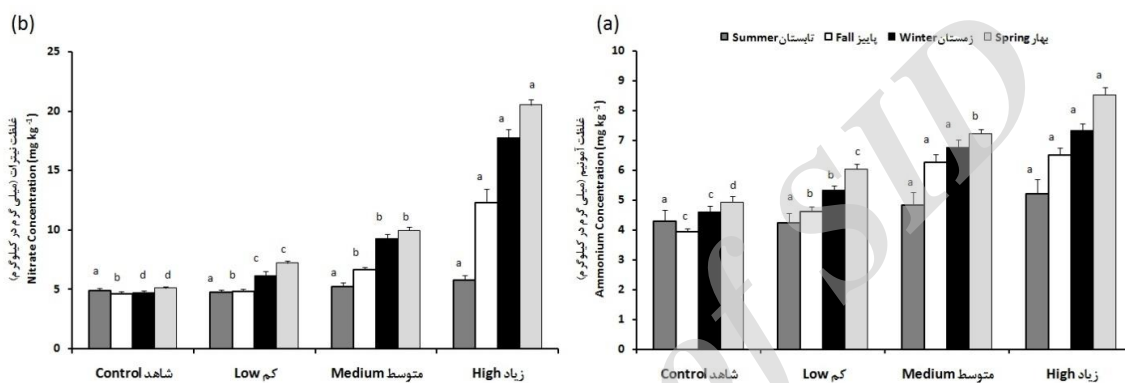 (b)
25
20
15
10
5
0
غلظت نیترات (میلی گرم در کیلوگرم)
Nitrate Concentration (mg kg -1)
a b d d
a b c c
a b b b
a a a a
Control شاهد Low کم Medium متوسط High زیاد
(a)
Summer تابستان Fall پاییز Winter زمستان Spring بهار
10
9
8
7
6
5
4
3
2
1
0
غلظت آمونیم (میلی گرم در کیلوگرم)
Ammonium Concentration (mg kg -1)
a c c d
a b b c
a a a b
a a a a
Control شاهد Low کم Medium متوسط High زیاد
of SID